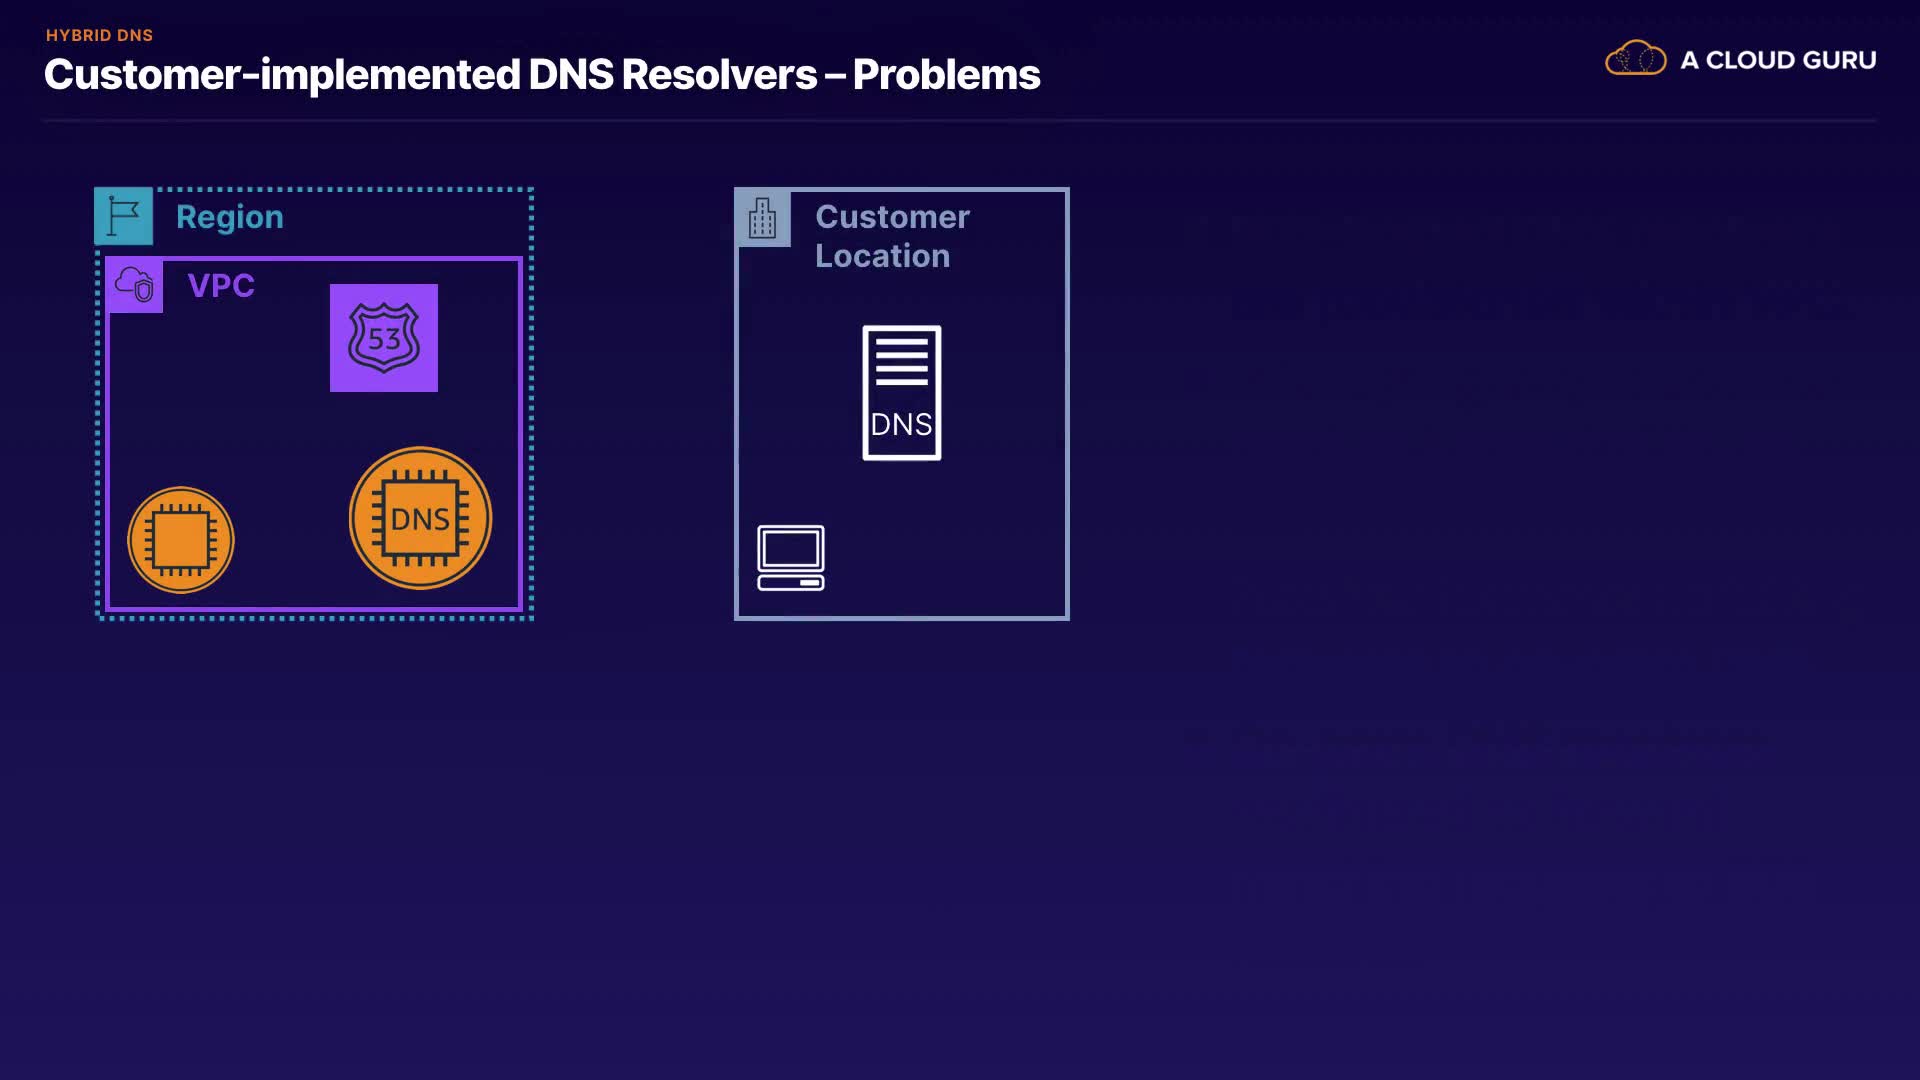 HYBRID DNS
Customer-implemented DNS Resolvers – Problems
A CLOUD GURU
Region
VPC
53
DNS
Customer
Location
DNS